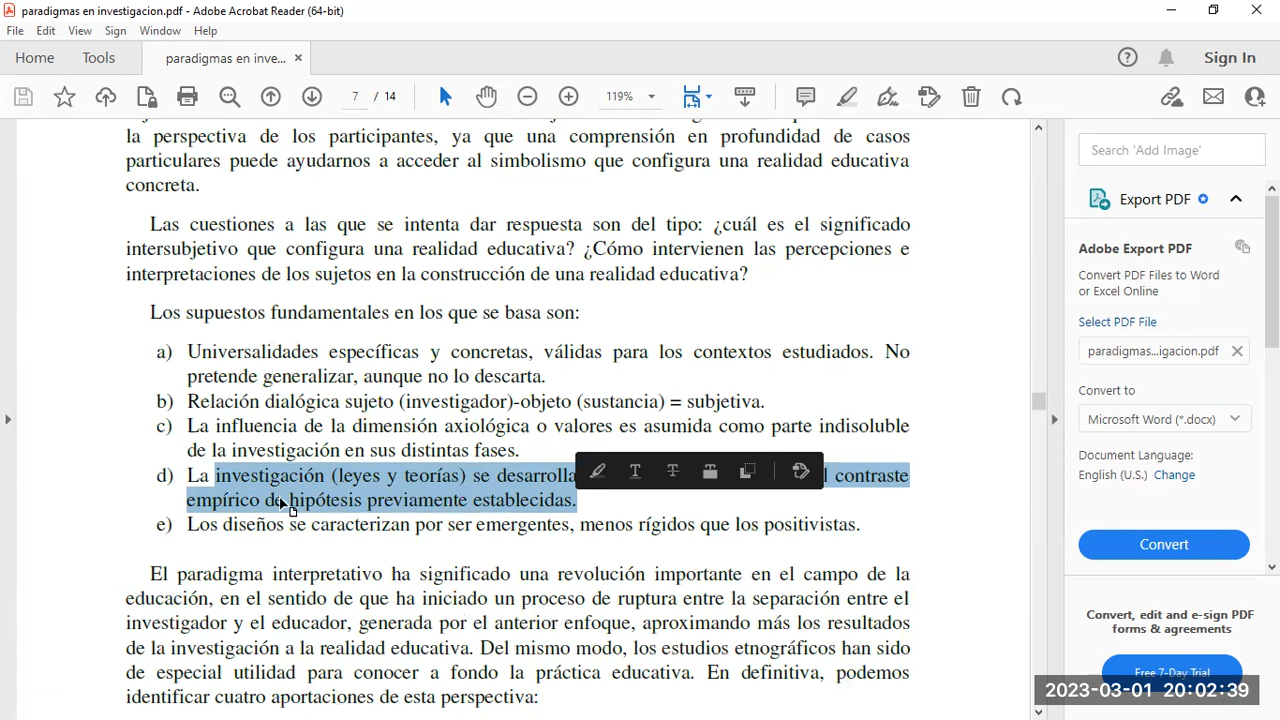 paradigmas en investigacion.pdf - Adobe Acrobat Reader (64-bit)
File Edit View Sign Window Help
Home Tools paradigmas en inve... × Sign In
7 / 14 119%
la perspectiva de los participantes, ya que una comprensión en profundidad de casos
particulares puede ayudarnos a acceder al simbolismo que configura una realidad educativa
concreta.
Las cuestiones a las que se intenta dar respuesta son del tipo: ¿cuál es el significado
intersubjetivo que configura una realidad educativa? ¿Cómo intervienen las percepciones e
interpretaciones de los sujetos en la construcción de una realidad educativa?
Los supuestos fundamentales en los que se basa son:
a) Universalidades específicas y concretas, válidas para los contextos estudiados. No
pretende generalizar, aunque no lo descarta.
b) Relación dialógica sujeto (investigador)-objeto (sustancia) = subjetiva.
c) La influencia de la dimensión axiológica o valores es asumida como parte indisoluble
de la investigación en sus distintas fases.
d) La investigación (leyes y teorías) se desarrolla contraste
empírico de hipótesis previamente establecidas.
e) Los diseños se caracterizan por ser emergentes, menos rígidos que los positivistas.
El paradigma interpretativo ha significado una revolución importante en el campo de la
educación, en el sentido de que ha iniciado un proceso de ruptura entre la separación entre el
investigador y el educador, generada por el anterior enfoque, aproximando más los resultados
de la investigación a la realidad educativa. Del mismo modo, los estudios etnográficos han sido
de especial utilidad para conocer a fondo la práctica educativa. En definitiva, podemos
identificar cuatro aportaciones de esta perspectiva:
Search 'Add Image'
Export PDF
Adobe Export PDF
Convert PDF Files to Word
or Excel Online
Select PDF File
paradigmas...igacion.pdf
Convert to
Microsoft Word (*.docx)
Document Language:
English (U.S.) Change
Convert
Convert, edit and e-sign PDF
forms & agreements
Free 7-Day Trial
2023-03-01 20:02:39